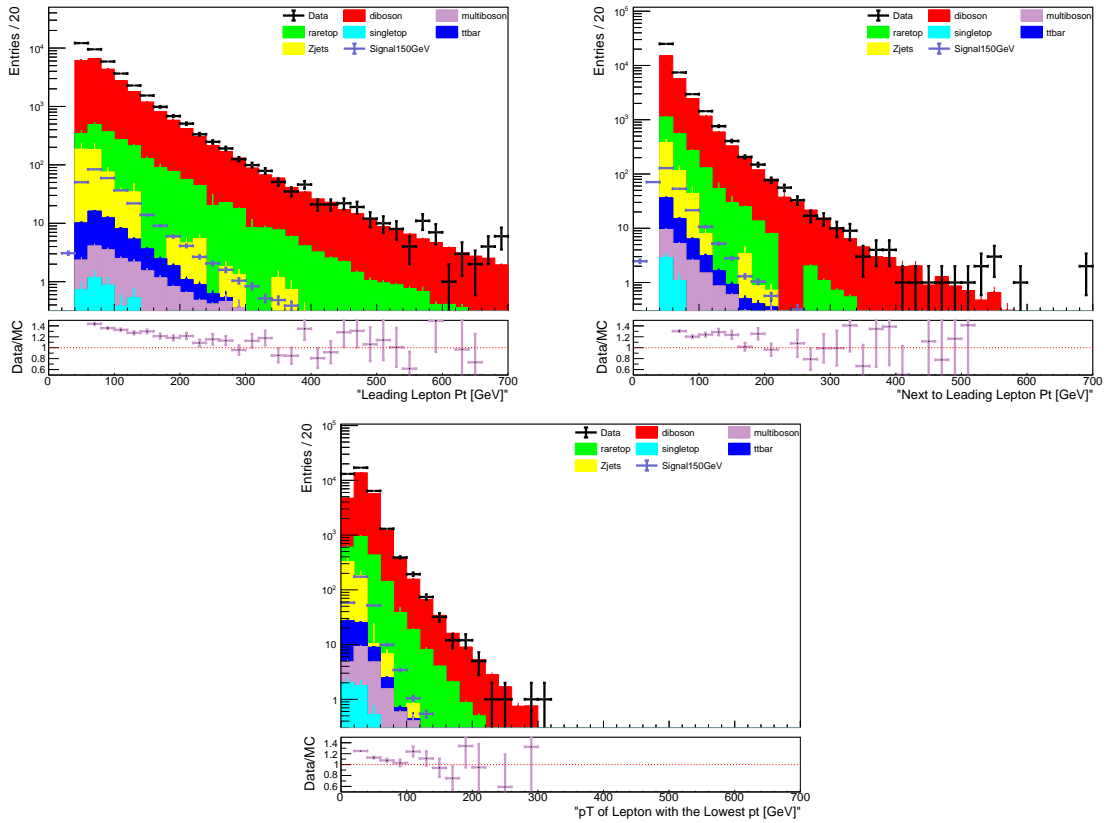 Entries / 20
10⁴
10³
10²
10
1
Data diboson multiboson
raretop singletop ttbar
Zjets Signal150GeV
Data/MC
1.4
1.2
1.0
0.8
0.6
0 100 200 300 400 500 600 700
"Leading Lepton Pt [GeV]"
Entries / 20
10⁵
10⁴
10³
10²
10
1
Data diboson multiboson
raretop singletop ttbar
Zjets Signal150GeV
Data/MC
1.4
1.2
1.0
0.8
0.6
0 100 200 300 400 500 600 700
"Next to Leading Lepton Pt [GeV]"
Entries / 20
10⁵
10⁴
10³
10²
10
1
Data diboson multiboson
raretop singletop ttbar
Zjets Signal150GeV
Data/MC
1.4
1.2
1.0
0.8
0.6
0 100 200 300 400 500 600 700
"pT of Lepton with the Lowest pt [GeV]"